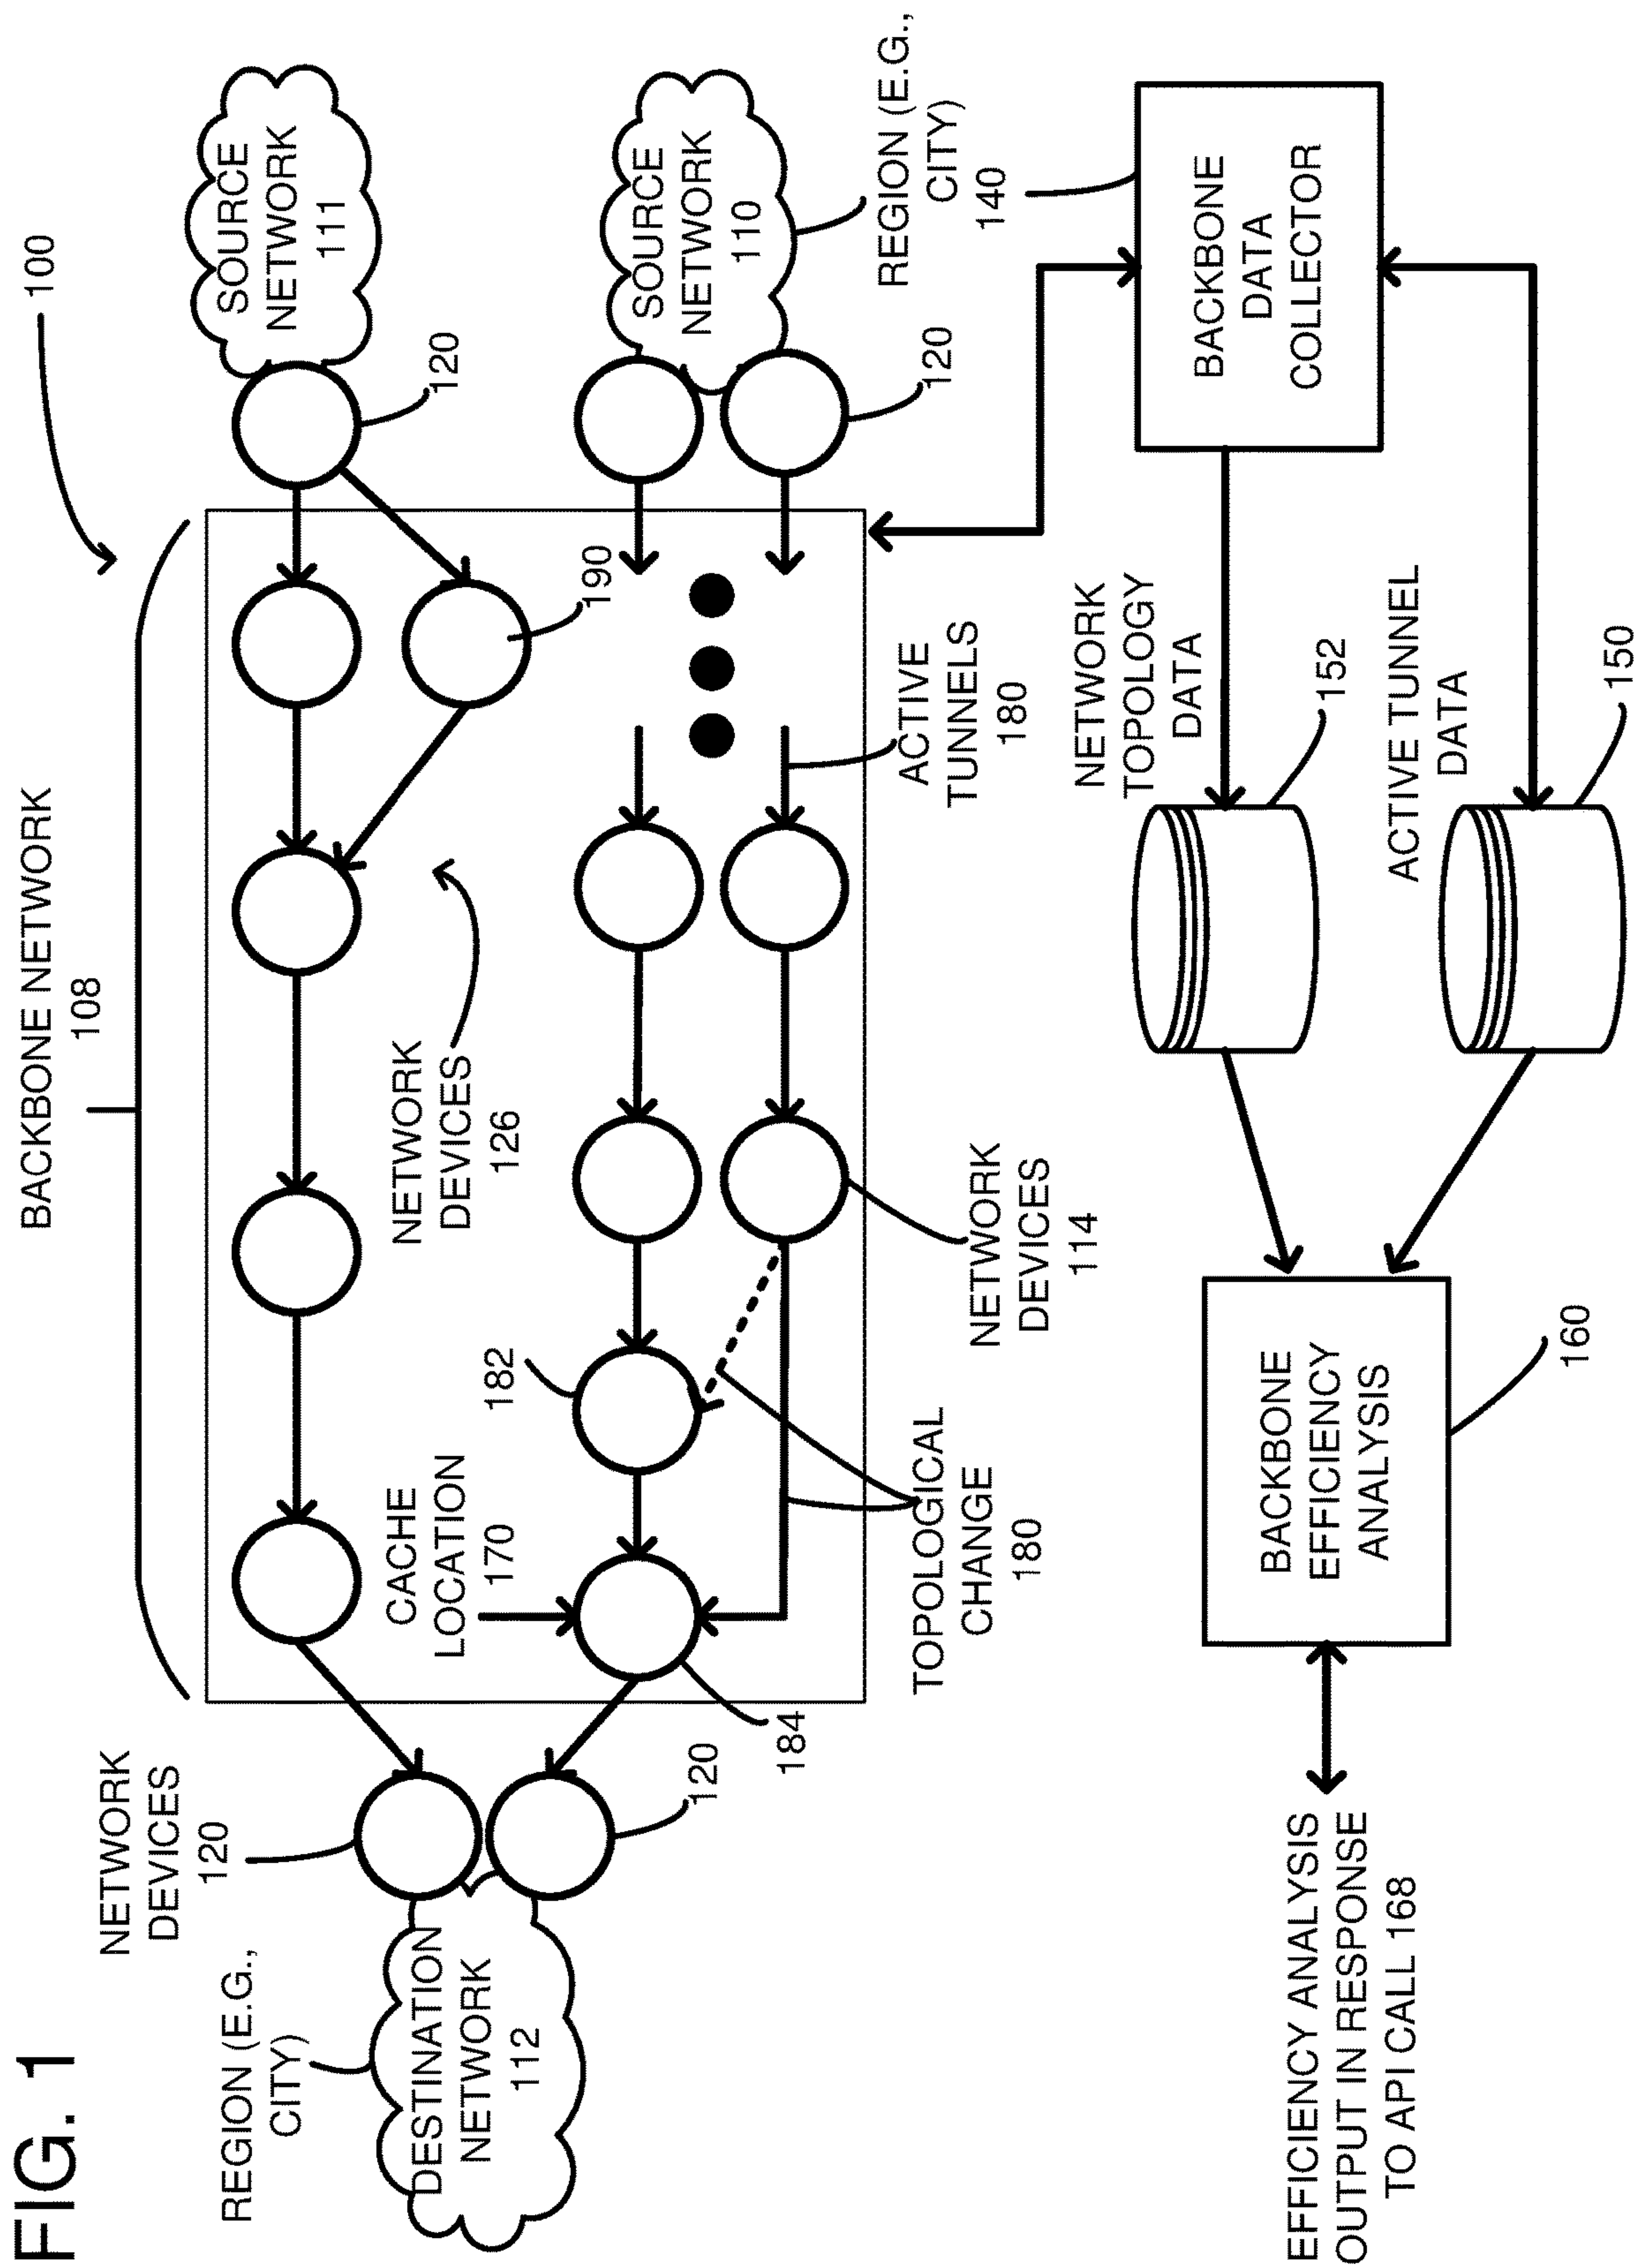 FIG. 1
BACKBONE NETWORK
108
100
NETWORK
DEVICES
120
REGION (E.G.,
CITY)
DESTINATION
NETWORK
112
120
SOURCE
NETWORK
111
120
190
NETWORK
DEVICES
126
CACHE
LOCATION
170
182
184
SOURCE
NETWORK
110
120
REGION (E.G.,
CITY)
140
ACTIVE
TUNNELS
180
NETWORK
DEVICES
114
TOPOLOGICAL
CHANGE
180
BACKBONE
DATA
COLLECTOR
NETWORK
TOPOLOGY
DATA
152
ACTIVE TUNNEL
DATA
150
BACKBONE
EFFICIENCY
ANALYSIS
160
EFFICIENCY ANALYSIS
OUTPUT IN RESPONSE
TO API CALL 168